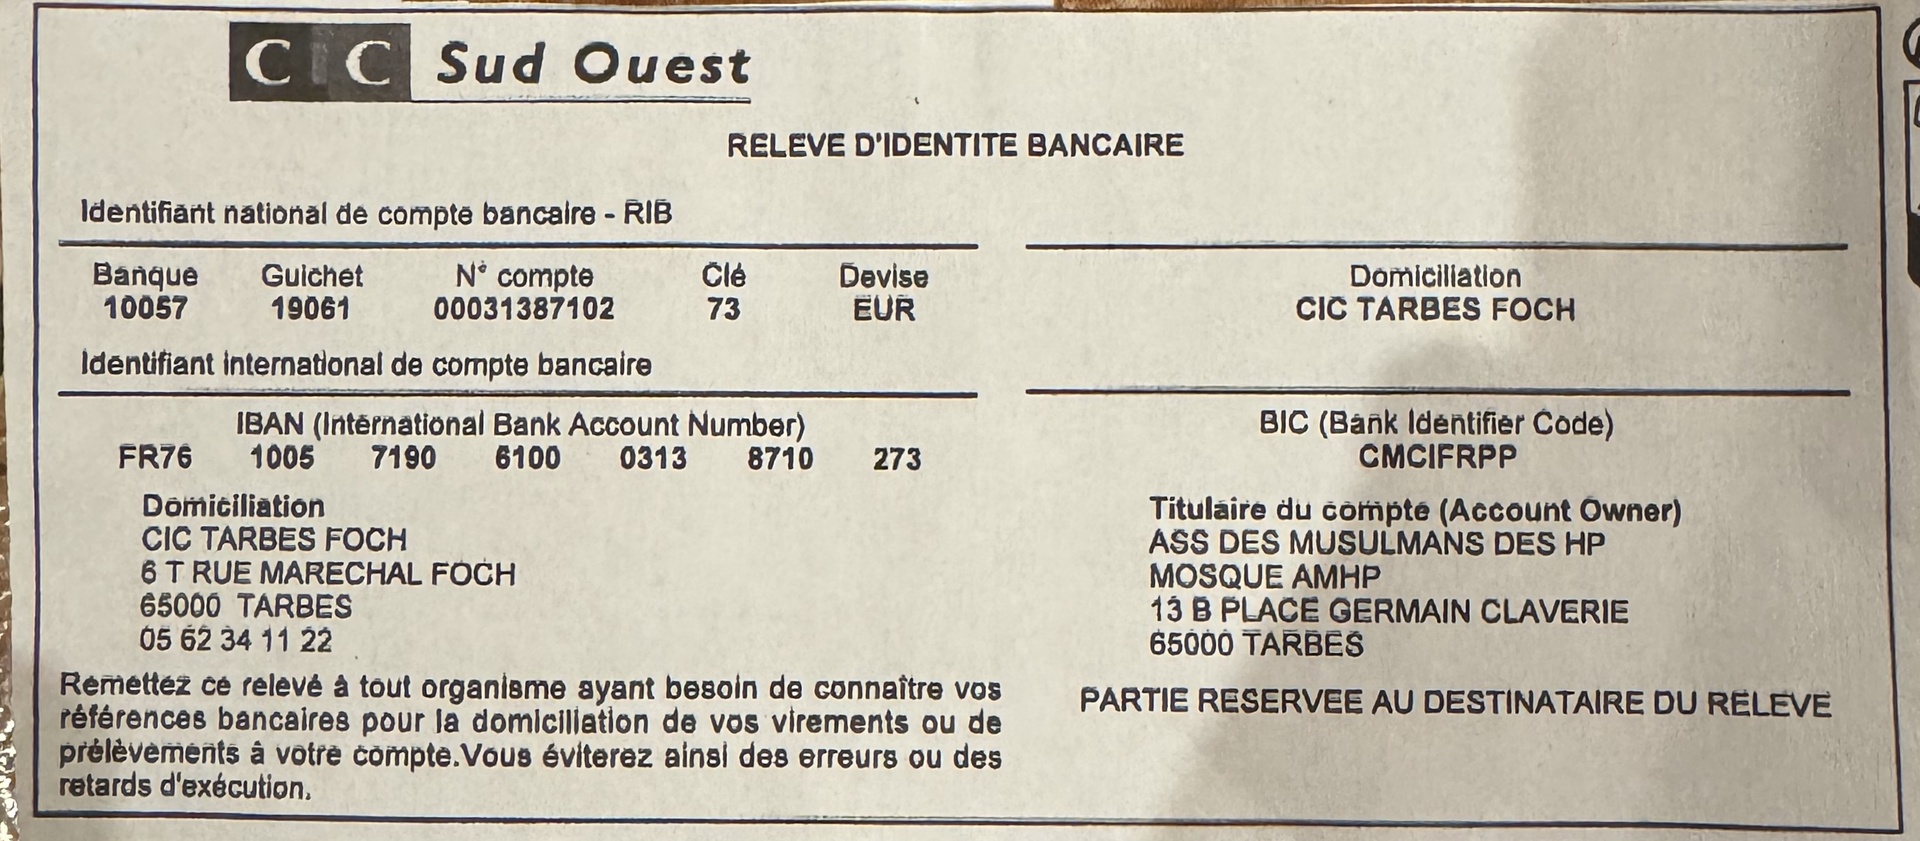 CIC Sud Ouest
RELEVE D'IDENTITE BANCAIRE
Identifiant national de compte bancaire - RIB
Banque Guichet N° compte Clé Devise Domiciliation
10057 19061 00031387102 73 EUR CIC TARBES FOCH
Identifiant international de compte bancaire
IBAN (International Bank Account Number) BIC (Bank Identifier Code)
FR76 1005 7190 6100 0313 8710 273 CMCIFRPP
Domiciliation
CIC TARBES FOCH
6 T RUE MARECHAL FOCH
65000 TARBES
05 62 34 11 22
Titulaire du compte (Account Owner)
ASS DES MUSULMANS DES HP
MOSQUE AMHP
13 B PLACE GERMAIN CLAVERIE
65000 TARBES
Remettez ce relevé à tout organisme ayant besoin de connaître vos
références bancaires pour la domiciliation de vos virements ou de
prélèvements à votre compte.Vous éviterez ainsi des erreurs ou des
retards d'exécution.
PARTIE RESERVEE AU DESTINATAIRE DU RELEVE